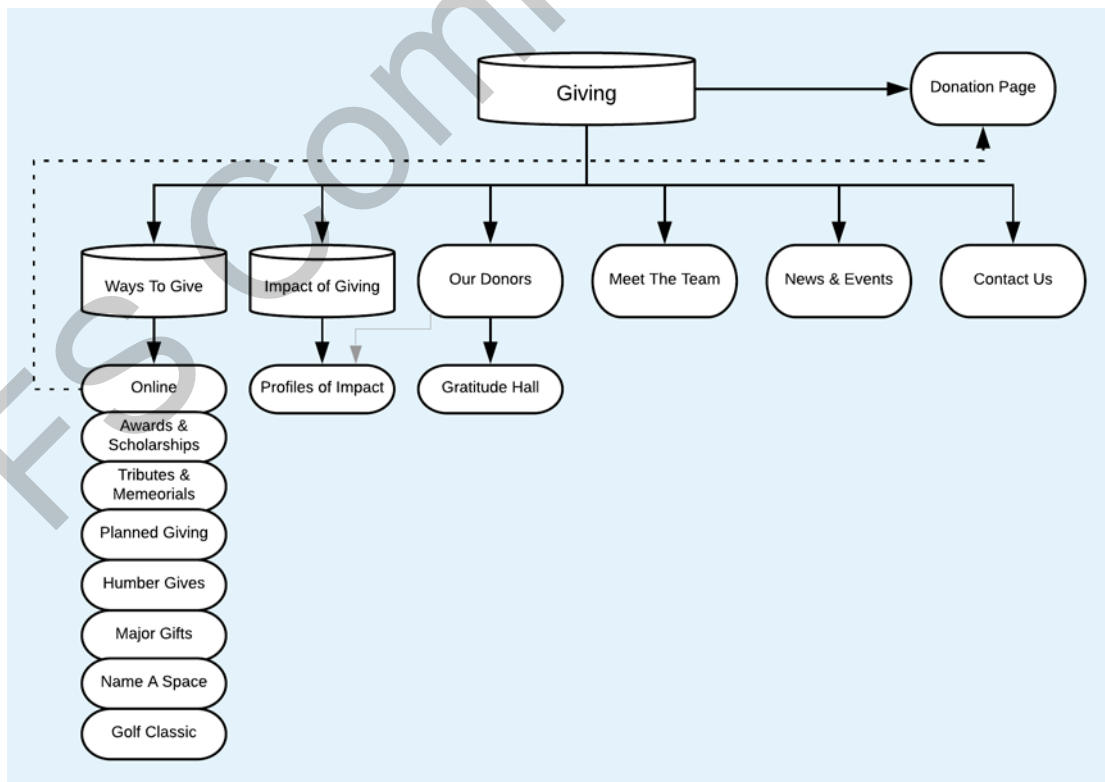 Giving
Donation Page
Ways To Give
Impact of Giving
Our Donors
Meet The Team
News & Events
Contact Us
Online
Profiles of Impact
Gratitude Hall
Awards &
Scholarships
Tributes &
Memeorials
Planned Giving
Humber Gives
Major Gifts
Name A Space
Golf Classic